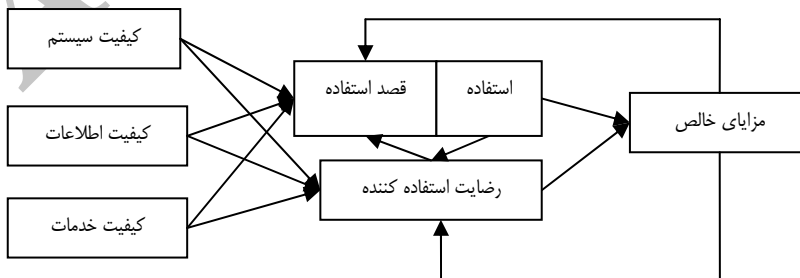 کیفیت سیستم
قصد استفاده
استفاده
مزایای خالص
کیفیت اطلاعات
رضایت استفاده کننده
کیفیت خدمات